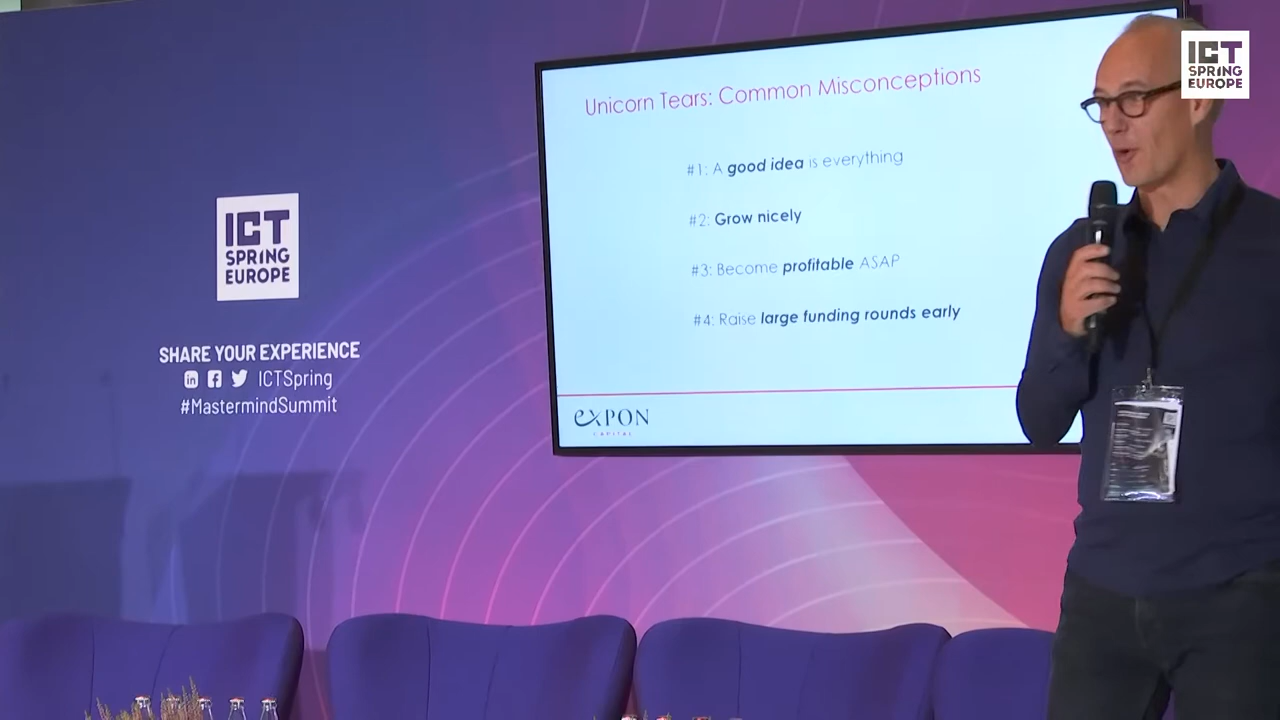 ICT
SPRING
EUROPE
SHARE YOUR EXPERIENCE
ICTSpring
#MastermindSummit
Unicorn Tears: Common Misconceptions
#1: A good idea is everything
#2: Grow nicely
#3: Become profitable ASAP
#4: Raise large funding rounds early
EXPON
CAPITAL
ICT
SPRING
EUROPE